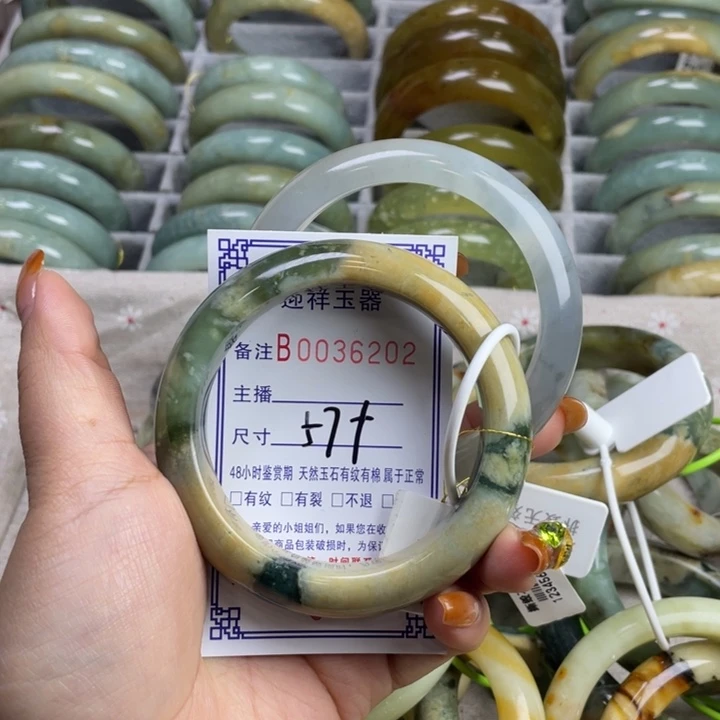 迎祥玉器
备注B0036202
主播
尺寸 57+
48小时鉴赏期 天然玉石有纹有棉 属于正常
□有纹 □有裂 □不退 □
亲爱的小姐姐们，如果您在收
商品包装破损时，为保
123456